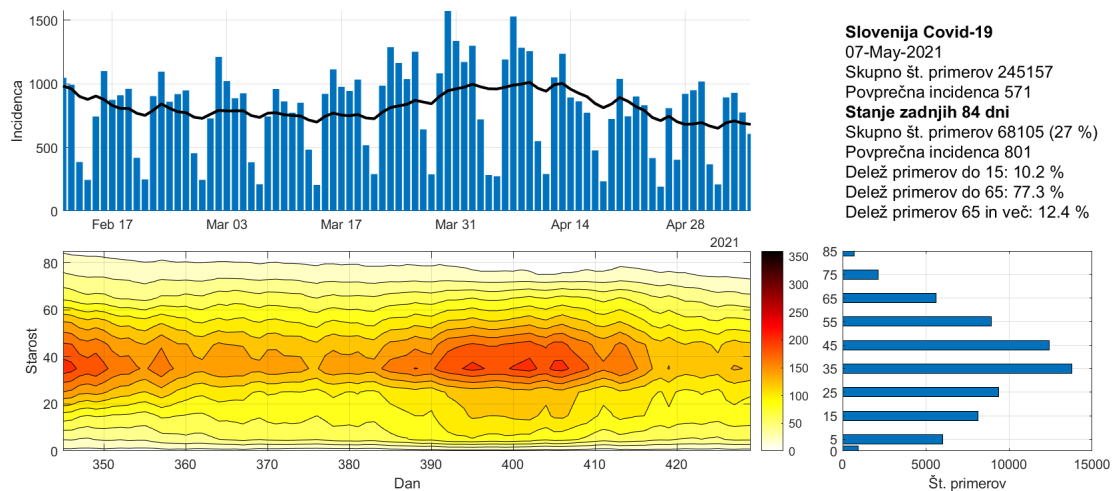 1500
1000
500
0
Incidenca
Feb 17
Mar 03
Mar 17
Mar 31
Apr 14
Apr 28
2021
Slovenija Covid-19
07-May-2021
Skupno št. primerov 245157
Povprečna incidenca 571
Stanje zadnjih 84 dni
Skupno št. primerov 68105 (27 %)
Povprečna incidenca 801
Delež primerov do 15: 10.2 %
Delež primerov do 65: 77.3 %
Delež primerov 65 in več: 12.4 %
80
60
40
20
0
Starost
350
360
370
380
390
400
410
420
Dan
350
300
250
200
150
100
50
0
85
75
65
55
45
35
25
15
5
0
0
5000
10000
15000
Št. primerov